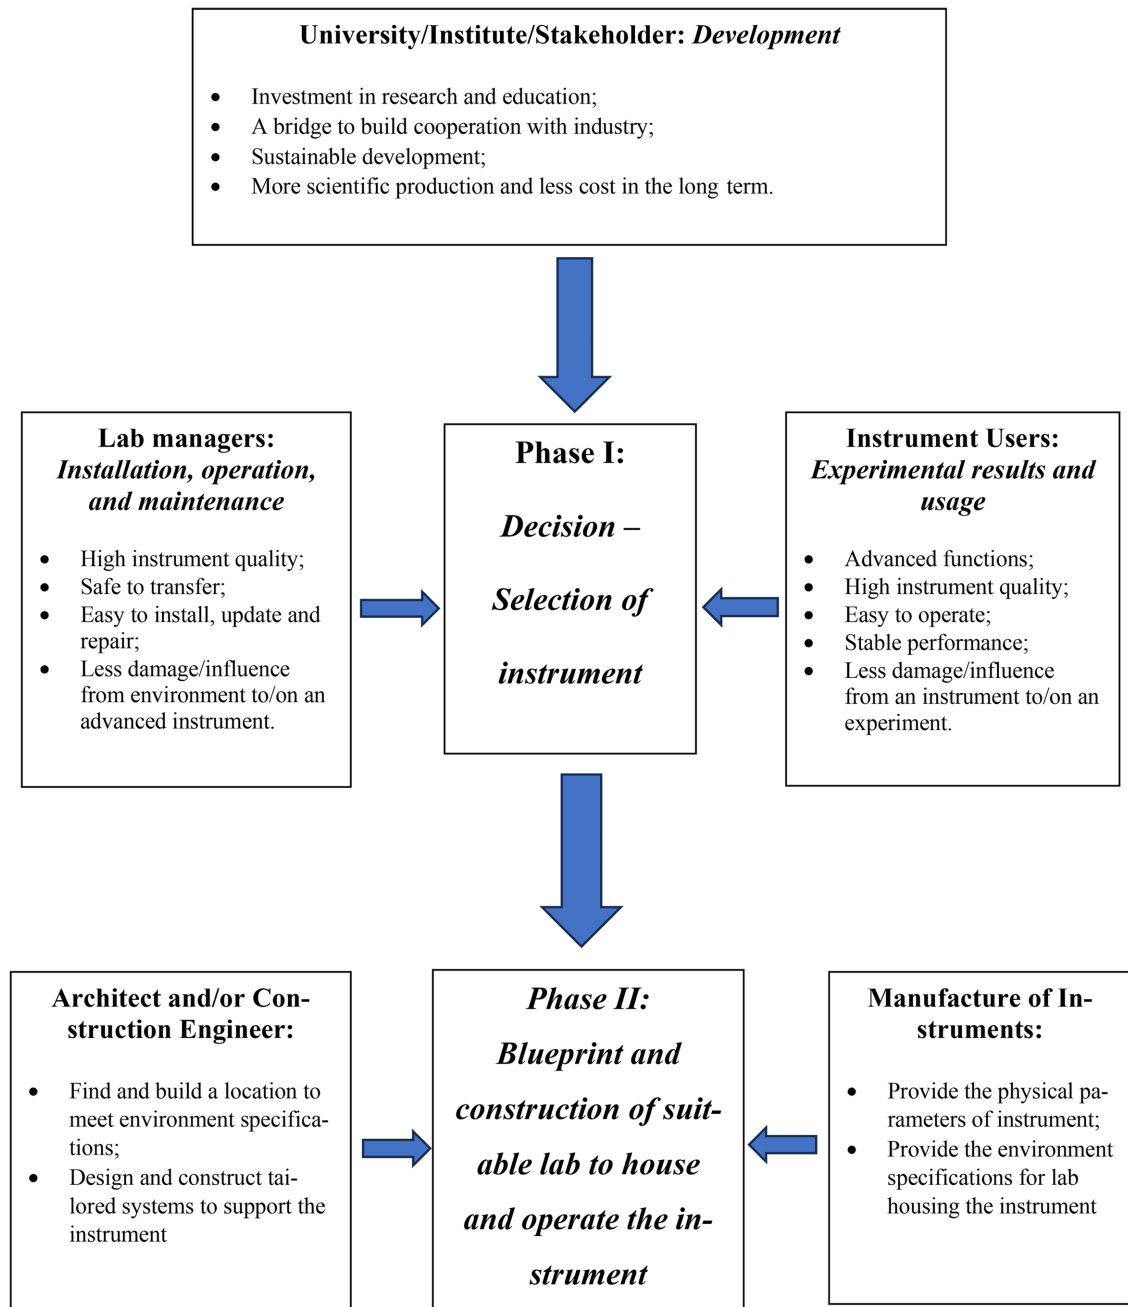 University/Institute/Stakeholder: Development
• Investment in research and education;
• A bridge to build cooperation with industry;
• Sustainable development;
• More scientific production and less cost in the long term.
Lab managers:
Installation, operation,
and maintenance
• High instrument quality;
• Safe to transfer;
• Easy to install, update and
repair;
• Less damage/influence
from environment to/on an
advanced instrument.
Phase I:
Decision –
Selection of
instrument
Instrument Users:
Experimental results and
usage
• Advanced functions;
• High instrument quality;
• Easy to operate;
• Stable performance;
• Less damage/influence
from an instrument to/on an
experiment.
Architect and/or Con-
struction Engineer:
• Find and build a location to
meet environment specifica-
tions;
• Design and construct tai-
lored systems to support the
instrument
Phase II:
Blueprint and
construction of suit-
able lab to house
and operate the in-
strument
Manufacture of In-
struments:
• Provide the physical pa-
rameters of instrument;
• Provide the environment
specifications for lab
housing the instrument